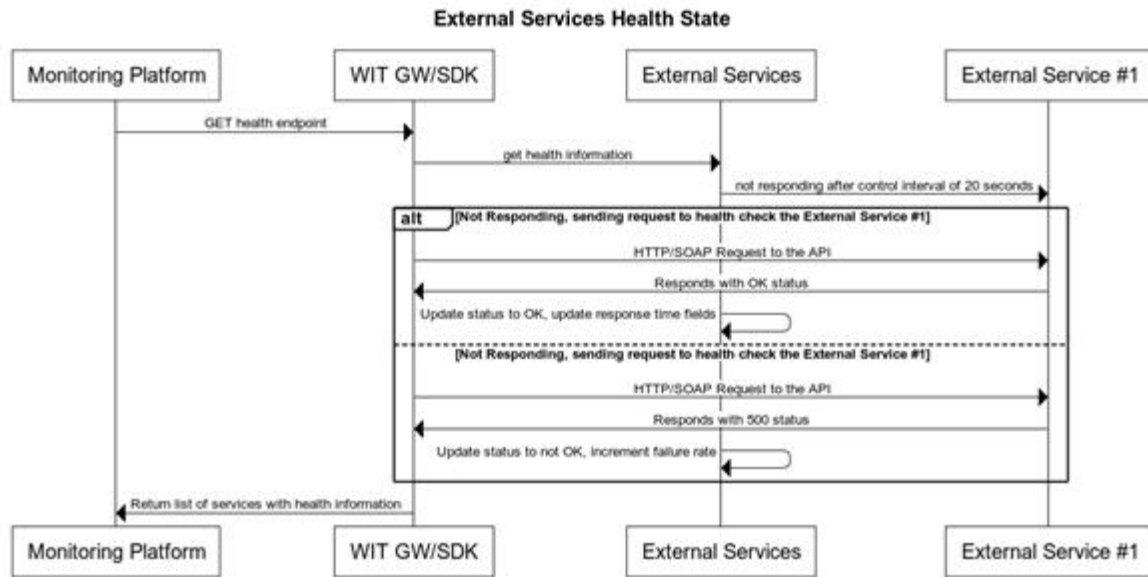 External Services Health State
Monitoring Platform
WIT GW/SDK
External Services
External Service #1
GET health endpoint
get health information
not responding after control interval of 20 seconds
alt
[Not Responding, sending request to health check the External Service #1]
HTTP/SOAP Request to the API
Responds with OK status
Update status to OK, update response time fields
[Not Responding, sending request to health check the External Service #1]
HTTP/SOAP Request to the API
Responds with 500 status
Update status to not OK, increment failure rate
Return list of services with health information
Monitoring Platform
WIT GW/SDK
External Services
External Service #1